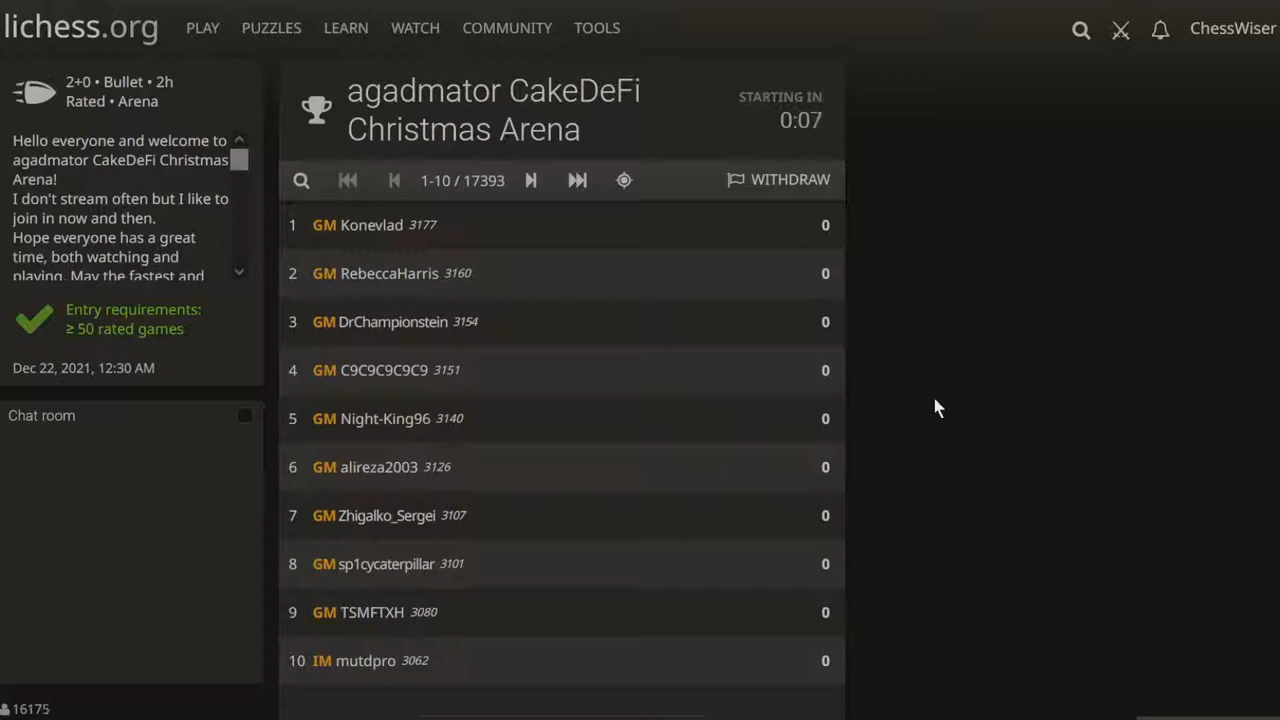 lichess.org PLAY PUZZLES LEARN WATCH COMMUNITY TOOLS ChessWiser
2+0 • Bullet • 2h
Rated • Arena
Hello everyone and welcome to
agadmator CakeDeFi Christmas
Arena!
I don't stream often but I like to
join in now and then.
Hope everyone has a great
time, both watching and
playing. May the fastest and
Entry requirements:
≥ 50 rated games
Dec 22, 2021, 12:30 AM
Chat room
16175
agadmator CakeDeFi
Christmas Arena
STARTING IN
0:07
1-10 / 17393 WITHDRAW
1 GM Konevlad 3177 0
2 GM RebeccaHarris 3160 0
3 GM DrChampionstein 3154 0
4 GM C9C9C9C9C9 3151 0
5 GM Night-King96 3140 0
6 GM alireza2003 3126 0
7 GM Zhigalko_Sergei 3107 0
8 GM sp1cycaterpillar 3101 0
9 GM TSMFTXH 3080 0
10 IM mutdpro 3062 0